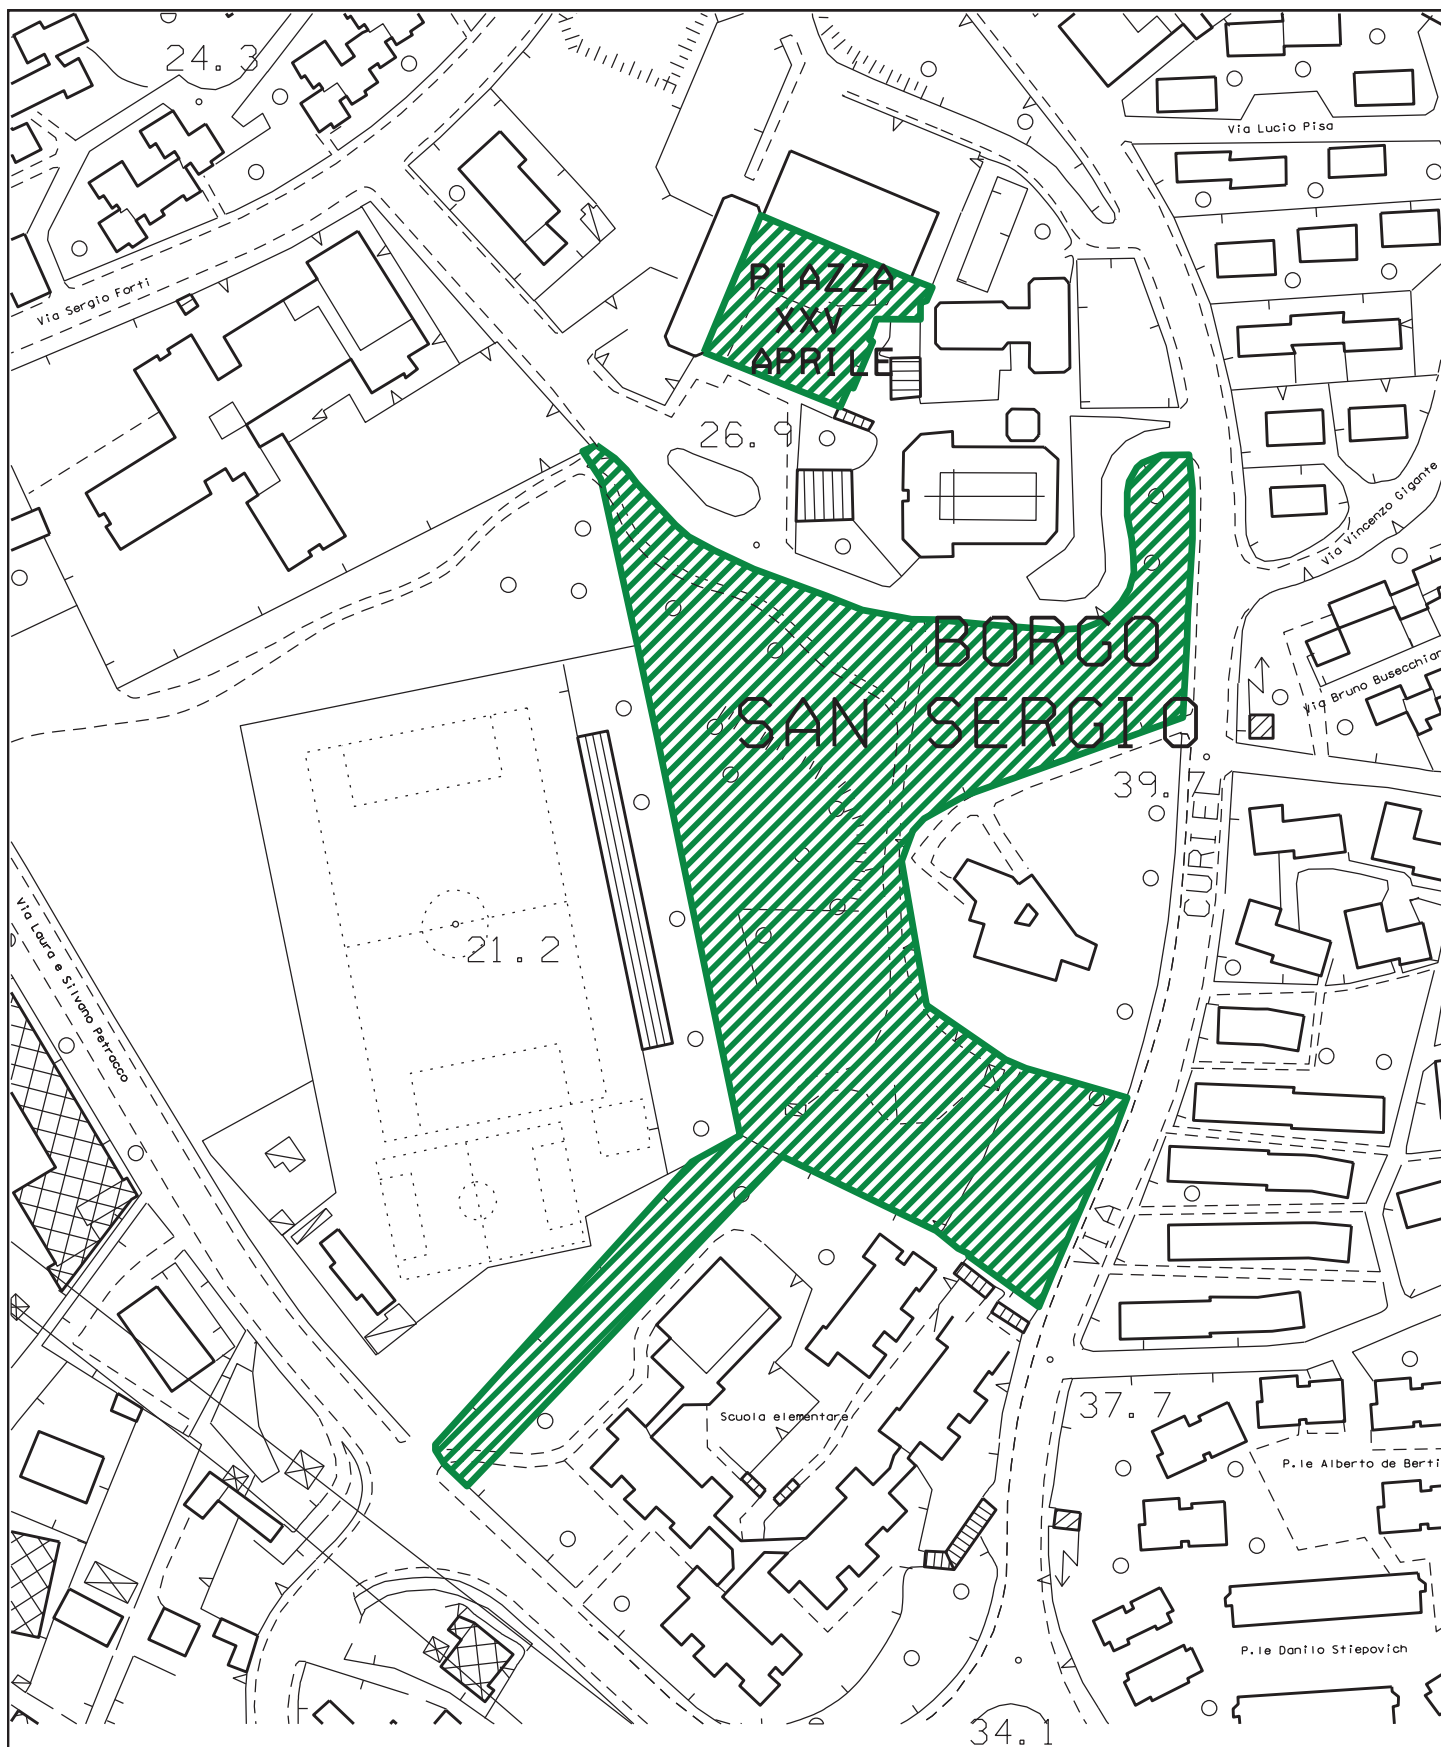 24.3
Via Lucio Pisa
Via Sergio Forti
PIAZZA
XXV
APRILE
26.9
Via Vincenzo Gigante
BORGO
SAN SERGIO
Via Bruno Busecchian
39.7
VIA CURIEL
21.2
Via Laura e Silvano Petracco
Scuola elementare
37.7
P.le Alberto de Berti
P.le Danilo Stiepovich
34.1